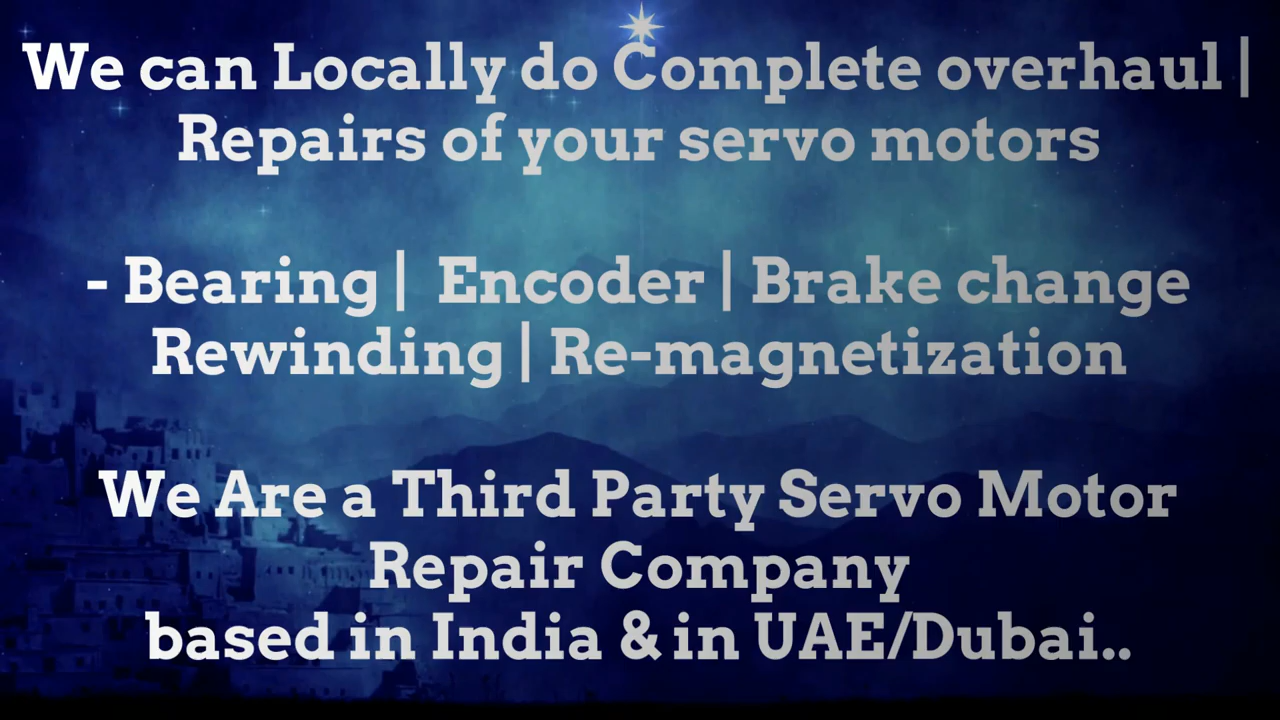 We can Locally do Complete overhaul |
Repairs of your servo motors
- Bearing | Encoder | Brake change
Rewinding | Re-magnetization
We Are a Third Party Servo Motor
Repair Company
based in India & in UAE/Dubai..